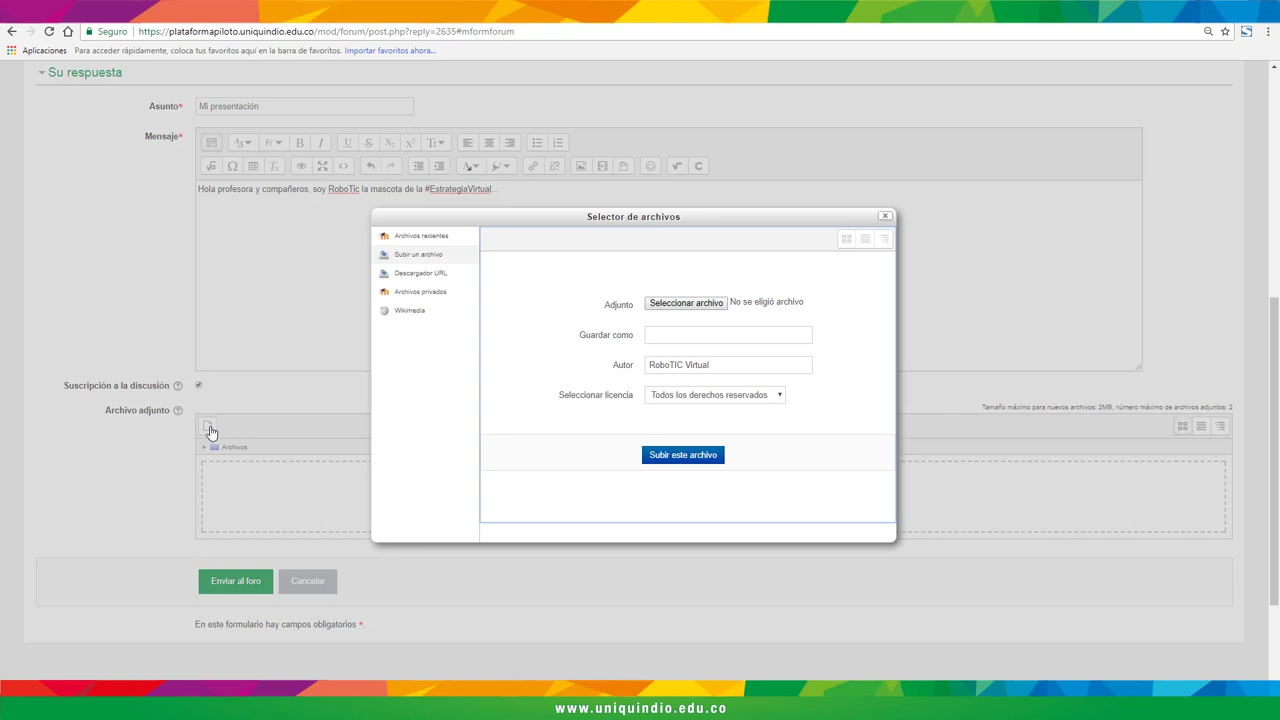 Seguro | https://plataformapiloto.uniquindio.edu.co/mod/forum/post.php?reply=2635#mformforum
Aplicaciones Para acceder rápidamente, coloca tus favoritos aquí en la barra de favoritos. Importar favoritos ahora...
Su respuesta
Asunto* Mi presentación
Mensaje*
Hola profesora y compañeros, soy RoboTic la mascota de la #EstrategiaVirtual...
Selector de archivos
Archivos recientes
Subir un archivo
Descargador URL
Archivos privados
Wikimedia
Adjunto Seleccionar archivo No se eligió archivo
Guardar como
Autor RoboTIC Virtual
Seleccionar licencia Todos los derechos reservados
Subir este archivo
Suscripción a la discusión
Archivo adjunto
Tamaño máximo para nuevos archivos: 2MB, número máximo de archivos adjuntos: 2
Archivos
Enviar al foro Cancelar
En este formulario hay campos obligatorios *.
www.uniquindio.edu.co